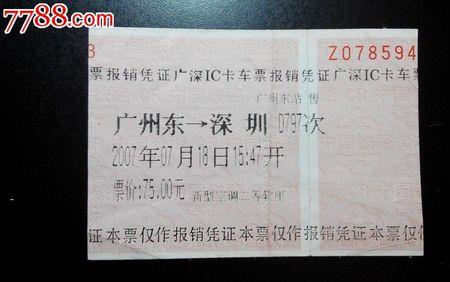 7788.com
3
Z078594
票报销凭证广深IC卡车票报销凭证广深IC卡车
广州东站 售
广州东→深 圳 D797次
2007年07月18日15:47开
票价:75.00元 新型空调二等软座
证本票仅作报销凭证本票仅作报销凭证本票仅作